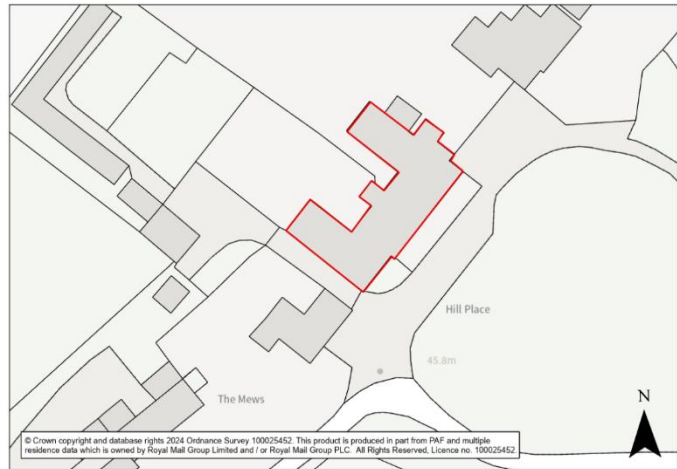 Hill Place
45.8m
The Mews
N
© Crown copyright and database rights 2024 Ordnance Survey 100025452. This product is produced in part from PAF and multiple
residence data which is owned by Royal Mail Group Limited and / or Royal Mail Group PLC. All Rights Reserved, Licence no. 100025452.